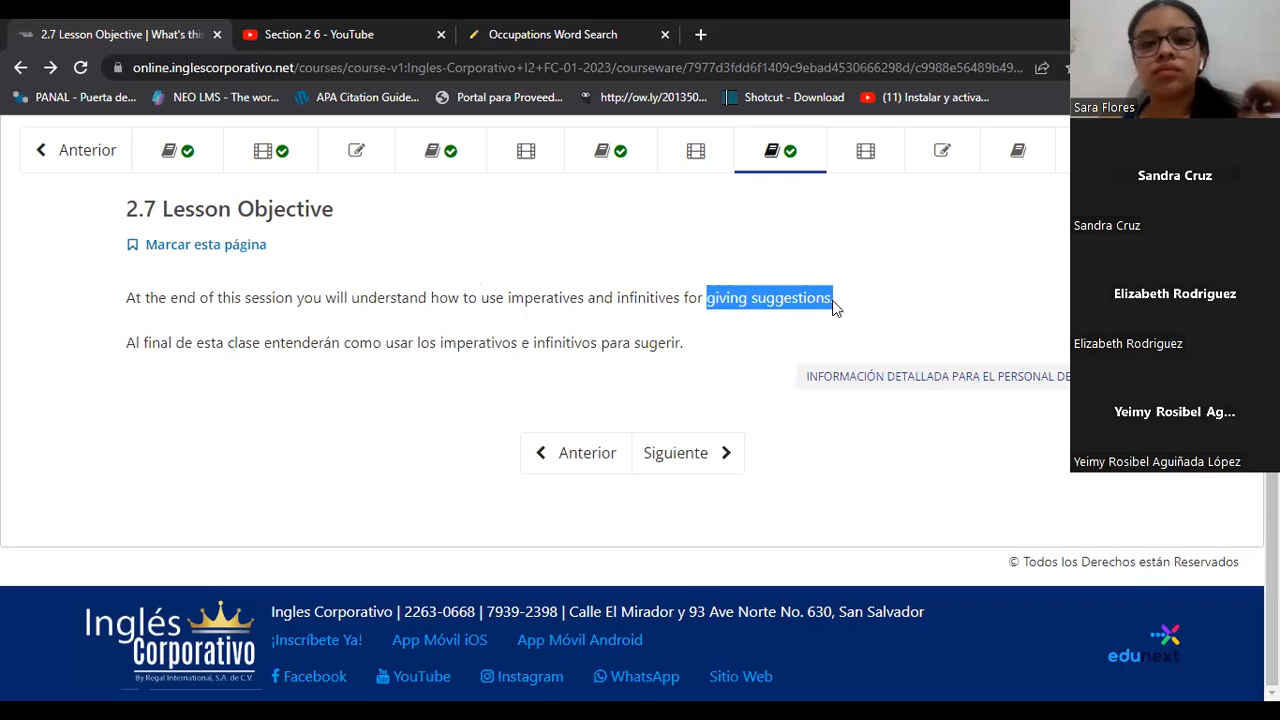 2.7 Lesson Objective | What's this
Section 2 6 - YouTube
Occupations Word Search
online.inglescorporativo.net/courses/course-v1:Ingles-Corporativo+I2+FC-01-2023/courseware/7977d3fdd6f1409c9ebad4530666298d/c9988e56489b49...
PANAL - Puerta de...
NEO LMS - The wor...
APA Citation Guide...
Portal para Proveed...
http://ow.ly/201350...
Shotcut - Download
(11) Instalar y activa...
Anterior
2.7 Lesson Objective
Marcar esta página
At the end of this session you will understand how to use imperatives and infinitives for giving suggestions.
Al final de esta clase entenderán como usar los imperativos e infinitivos para sugerir.
INFORMACIÓN DETALLADA PARA EL PERSONAL DE
Anterior
Siguiente
© Todos los Derechos están Reservados
Inglés
Corporativo
By Regal International, S.A. de C.V.
Ingles Corporativo | 2263-0668 | 7939-2398 | Calle El Mirador y 93 Ave Norte No. 630, San Salvador
¡Inscríbete Ya!
App Móvil iOS
App Móvil Android
Facebook
YouTube
Instagram
WhatsApp
Sitio Web
edunext
Sara Flores
Sandra Cruz
Sandra Cruz
Elizabeth Rodriguez
Elizabeth Rodriguez
Yeimy Rosibel Ag...
Yeimy Rosibel Aguiñada López